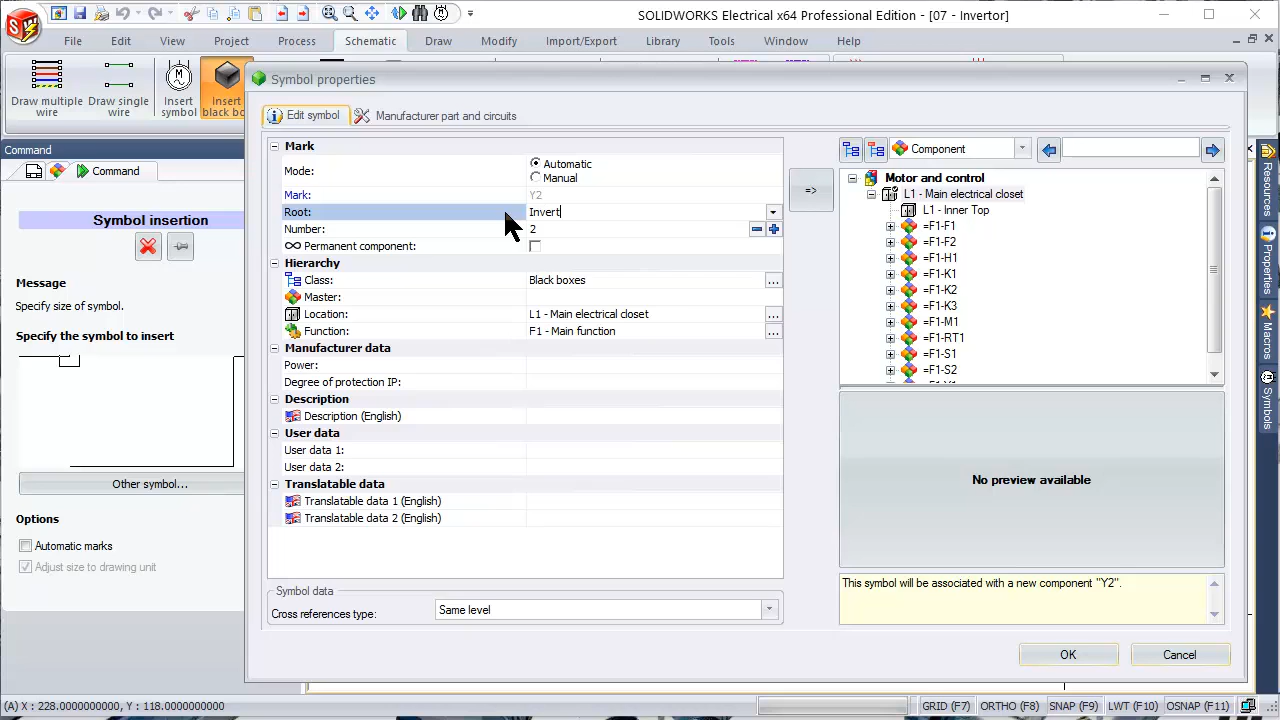 SOLIDWORKS Electrical x64 Professional Edition - [07 - Invertor]
File Edit View Project Process Schematic Draw Modify Import/Export Library Tools Window Help
Draw multiple wire
Draw single wire
Insert symbol
Insert black bo
Command
Command
Symbol insertion
Message
Specify size of symbol.
Specify the symbol to insert
Other symbol...
Options
Automatic marks
Adjust size to drawing unit
Symbol properties
Edit symbol
Manufacturer part and circuits
Mark
Mode: Automatic
Manual
Mark: Y2
Root: Invert
Number: 2
Permanent component:
Hierarchy
Class: Black boxes ...
Master:
Location: L1 - Main electrical closet ...
Function: F1 - Main function ...
Manufacturer data
Power:
Degree of protection IP:
Description
Description (English)
User data
User data 1:
User data 2:
Translatable data
Translatable data 1 (English)
Translatable data 2 (English)
Symbol data
Cross references type: Same level
=>
Component
Motor and control
L1 - Main electrical closet
L1 - Inner Top
=F1-F1
=F1-F2
=F1-H1
=F1-K1
=F1-K2
=F1-K3
=F1-M1
=F1-RT1
=F1-S1
=F1-S2
No preview available
This symbol will be associated with a new component "Y2".
OK Cancel
Resources
Properties
Macros
Symbols
(A) X : 228.0000000000, Y : 118.0000000000
GRID (F7) ORTHO (F8) SNAP (F9) LWT (F10) OSNAP (F11)